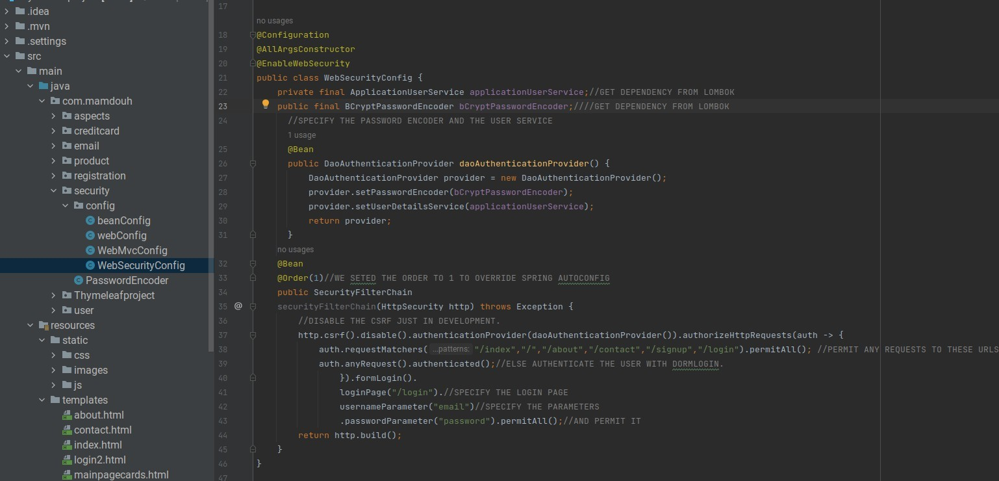 .idea
.mvn
.settings
src
main
java
com.mamdouh
aspects
creditcard
email
product
registration
security
config
beanConfig
webConfig
WebMvcConfig
WebSecurityConfig
PasswordEncoder
Thymeleafproject
user
resources
static
css
images
js
templates
about.html
contact.html
index.html
login2.html
mainpagecards.html
17
no usages
18 @Configuration
19 @AllArgsConstructor
20 @EnableWebSecurity
21 public class WebSecurityConfig {
22 private final ApplicationUserService applicationUserService;//GET DEPENDENCY FROM LOMBOK
23 public final BCryptPasswordEncoder bCryptPasswordEncoder;////GET DEPENDENCY FROM LOMBOK
24 //SPECIFY THE PASSWORD ENCODER AND THE USER SERVICE
1 usage
25 @Bean
26 public DaoAuthenticationProvider daoAuthenticationProvider() {
27 DaoAuthenticationProvider provider = new DaoAuthenticationProvider();
28 provider.setPasswordEncoder(bCryptPasswordEncoder);
29 provider.setUserDetailsService(applicationUserService);
30 return provider;
31 }
no usages
32 @Bean
33 @Order(1)//WE SETED THE ORDER TO 1 TO OVERRIDE SPRING AUTOCONFIG
34 public SecurityFilterChain
35 @ securityFilterChain(HttpSecurity http) throws Exception {
36 //DISABLE THE CSRF JUST IN DEVELOPMENT.
37 http.csrf().disable().authenticationProvider(daoAuthenticationProvider()).authorizeHttpRequests(auth -> {
38 auth.requestMatchers( ...patterns: "/index","/","/about","/contact","/signup","/login").permitAll(); //PERMIT ANY REQUESTS TO THESE URLS
39 auth.anyRequest().authenticated();//ELSE AUTHENTICATE THE USER WITH DORMLOGIN.
40 }).formLogin().
41 loginPage("/login").//SPECIFY THE LOGIN PAGE
42 usernameParameter("email")//SPECIFY THE PARAMETERS
43 .passwordParameter("password").permitAll();//AND PERMIT IT
44 return http.build();
45 }
46 }
47